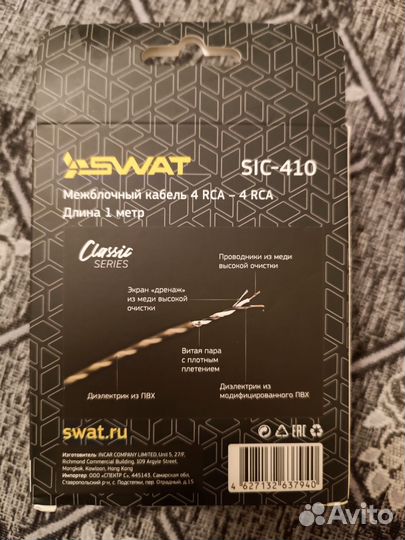 SWAT
SIC-410
Межблочный кабель 4 RCA – 4 RCA
Длина 1 метр
Classic
SERIES
Проводники из меди
высокой очистки
Экран «дренаж»
из меди высокой
очистки
Витая пара
с плотным
плетением
Диэлектрик из ПВХ
Диэлектрик из
модифицированного ПВХ
swat.ru
EAC
Изготовитель: INCAR COMPANY LIMITED, Unit 5, 27/F,
Richmond Commercial Building, 109 Argyle Street,
Mongkok, Kowloon, Hong Kong
Импортер: ООО «СПЕКТР С», 445143, Самарская обл,
Ставропольский р-н, с. Подстепки, пер. Отрадный, д.15
4 627132 637940
Avito